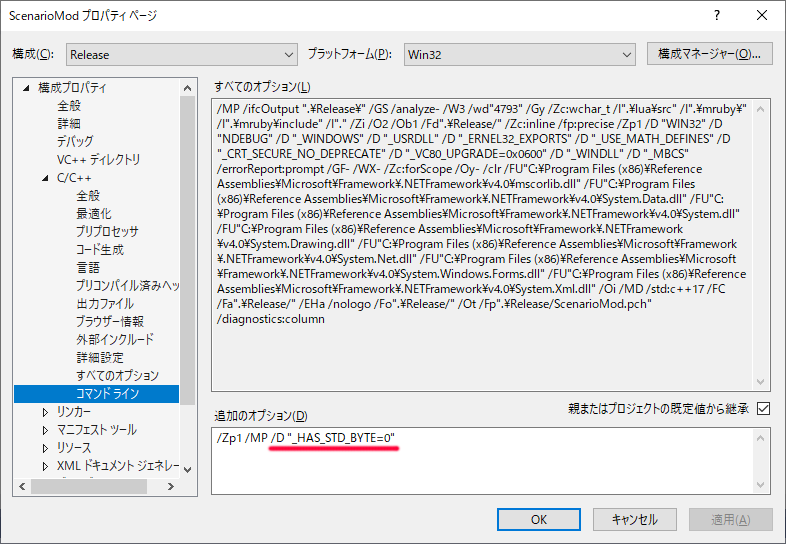 ScenarioMod プロパティ ページ
構成(C):
Release
プラットフォーム(P):
Win32
構成マネージャー(O)...
構成プロパティ
全般
詳細
デバッグ
VC++ ディレクトリ
C/C++
全般
最適化
プリプロセッサ
コード生成
言語
プリコンパイル済みヘッ
出力ファイル
ブラウザー情報
外部インクルード
詳細設定
すべてのオプション
コマンド ライン
リンカー
マニフェスト ツール
リソース
XML ドキュメント ジェネレー
すべてのオプション(L)
/MP /ifcOutput ".¥Release¥" /GS /analyze- /W3 /wd"4793" /Gy /Zc:wchar_t /I".¥lua¥src" /I".¥mruby¥"
/I".¥mruby¥include" /I"." /Zi /O2 /Ob1 /Fd".¥Release/" /Zc:inline /fp:precise /Zp1 /D "WIN32" /D
"NDEBUG" /D "_WINDOWS" /D "_USRDLL" /D "_ERNEL32_EXPORTS" /D "_USE_MATH_DEFINES" /D
"_CRT_SECURE_NO_DEPRECATE" /D "_VC80_UPGRADE=0x0600" /D "_WINDLL" /D "_MBCS"
/errorReport:prompt /GF- /WX- /Zc:forScope /Oy- /clr /FU"C:¥Program Files (x86)¥Reference
Assemblies¥Microsoft¥Framework¥.NETFramework¥v4.0¥mscorlib.dll" /FU"C:¥Program Files
(x86)¥Reference Assemblies¥Microsoft¥Framework¥.NETFramework¥v4.0¥System.Data.dll" /FU"C:
¥Program Files (x86)¥Reference Assemblies¥Microsoft¥Framework¥.NETFramework¥v4.0¥System.dll"
/FU"C:¥Program Files (x86)¥Reference Assemblies¥Microsoft¥Framework¥.NETFramework
¥v4.0¥System.Drawing.dll" /FU"C:¥Program Files (x86)¥Reference Assemblies¥Microsoft¥Framework
¥.NETFramework¥v4.0¥System.Net.dll" /FU"C:¥Program Files (x86)¥Reference Assemblies¥Microsoft
¥Framework¥.NETFramework¥v4.0¥System.Windows.Forms.dll" /FU"C:¥Program Files (x86)¥Reference
Assemblies¥Microsoft¥Framework¥.NETFramework¥v4.0¥System.Xml.dll" /Oi /MD /std:c++17 /FC
/Fa".¥Release/" /EHa /nologo /Fo".¥Release/" /Ot /Fp".¥Release/ScenarioMod.pch"
/diagnostics:column
追加のオプション(D)
親またはプロジェクトの既定値から継承
/Zp1 /MP /D "_HAS_STD_BYTE=0"
OK
キャンセル
適用(A)